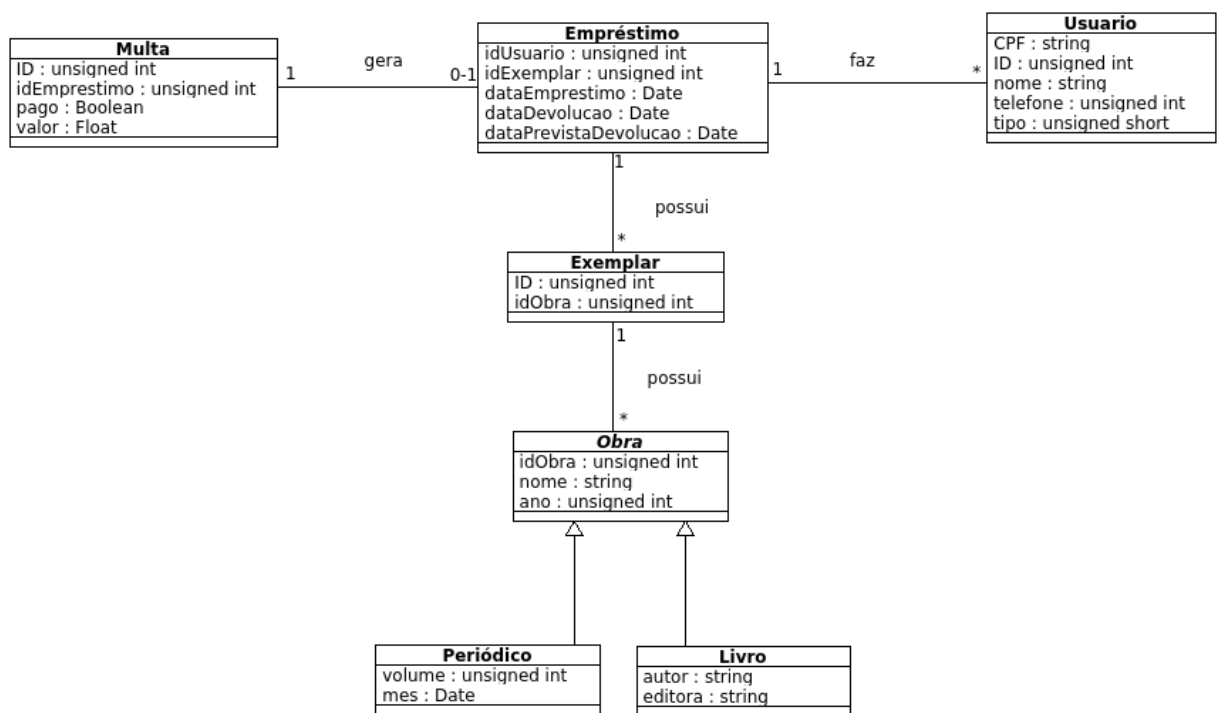 Multa
ID : unsigned int
idEmprestimo : unsigned int
pago : Boolean
valor : Float
1
gera
0-1
Empréstimo
idUsuario : unsigned int
idExemplar : unsigned int
dataEmprestimo : Date
dataDevolucao : Date
dataPrevistaDevolucao : Date
1
faz
*
Usuario
CPF : string
ID : unsigned int
nome : string
telefone : unsigned int
tipo : unsigned short
1
possui
*
Exemplar
ID : unsigned int
idObra : unsigned int
1
possui
*
Obra
idObra : unsigned int
nome : string
ano : unsigned int
Periódico
volume : unsigned int
mes : Date
Livro
autor : string
editora : string